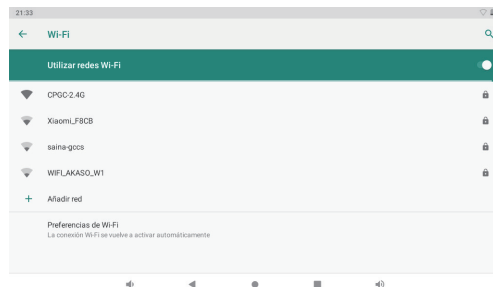 21:33
Wi-Fi
Utilizar redes Wi-Fi
CPGC-2.4G
Xiaomi_F8CB
saina-gccs
WIFI_AKASO_W1
Añadir red
Preferencias de Wi-Fi
La conexión Wi-Fi se vuelve a activar automáticamente